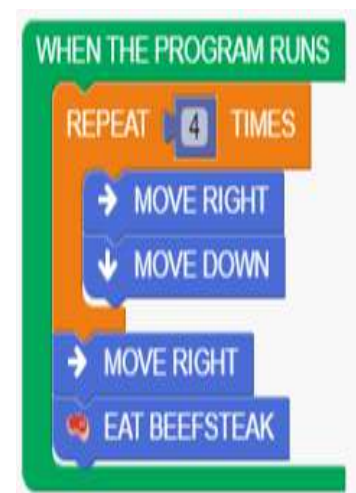 WHEN THE PROGRAM RUNS
REPEAT 4 TIMES
MOVE RIGHT
MOVE DOWN
MOVE RIGHT
EAT BEEFSTEAK